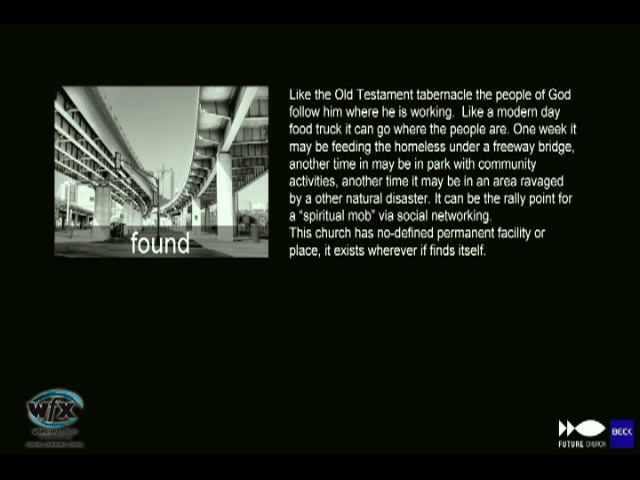 Like the Old Testament tabernacle the people of God
follow him where he is working. Like a modern day
food truck it can go where the people are. One week it
may be feeding the homeless under a freeway bridge,
another time in may be in park with community
activities, another time it may be in an area ravaged
by a other natural disaster. It can be the rally point for
a “spiritual mob” via social networking.
This church has no-defined permanent facility or
place, it exists wherever if finds itself.
found
wfx
FUTURE CHURCH
BECK